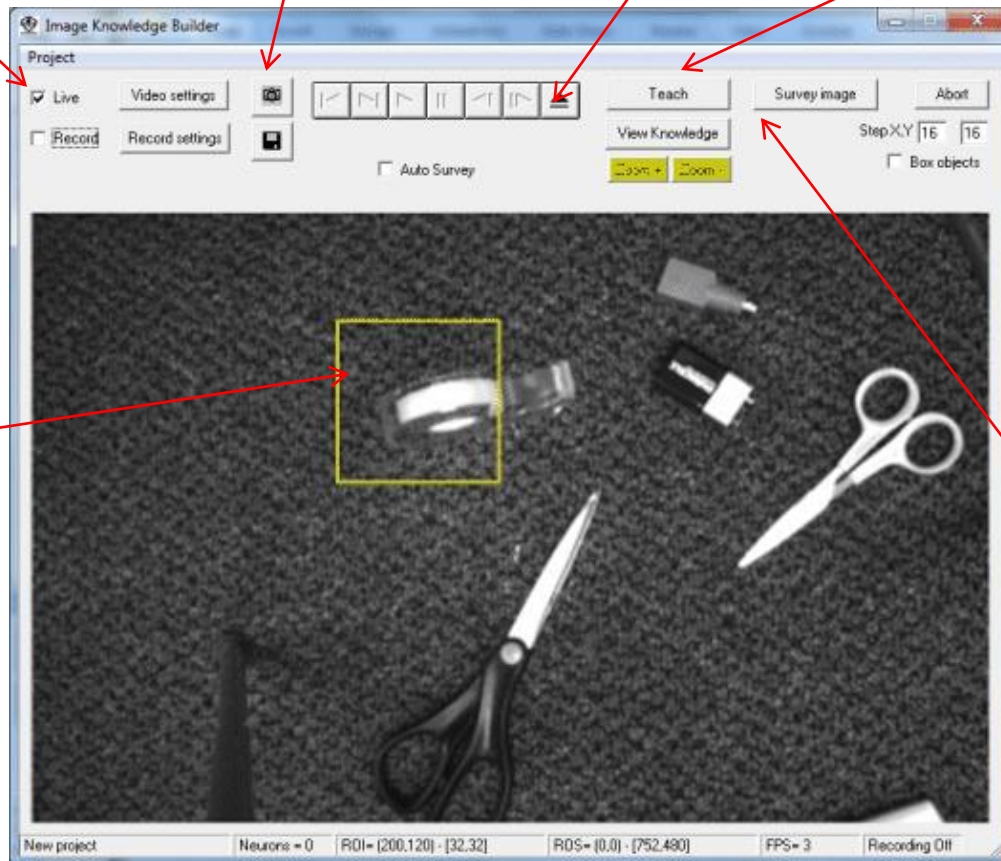 Image Knowledge Builder
Project
Live Video settings Teach Survey image Abort
Record Record settings View Knowledge Step X,Y 16 16
Auto Survey Zoom + Zoom - Box objects
New project Neurons = 0 ROI= (200,120) - [32,32] ROS= (0,0) - [752,480] FPS= 3 Recording Off